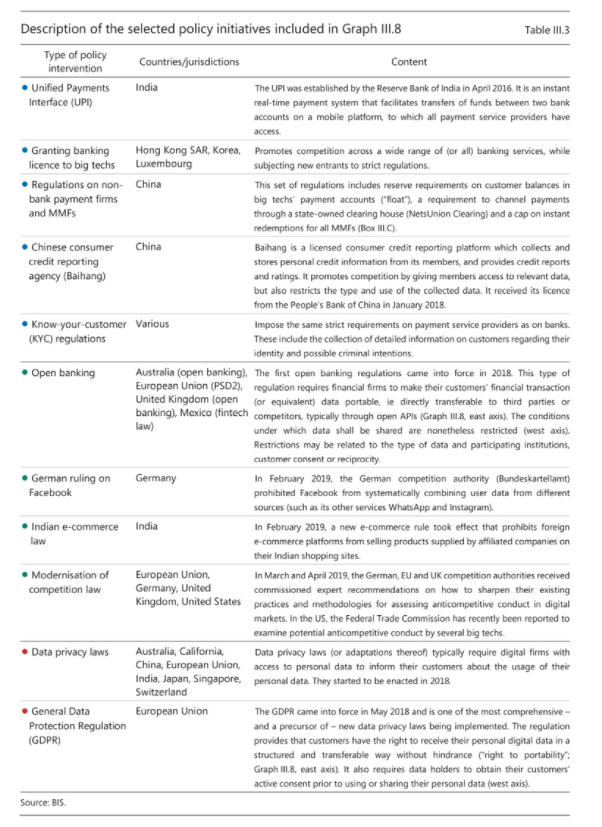 Description of the selected policy initiatives included in Graph III.8
Table III.3
Type of policy intervention
Countries/jurisdictions
Content
• Unified Payments Interface (UPI)
India
The UPI was established by the Reserve Bank of India in April 2016. It is an instant
real-time payment system that facilitates transfers of funds between two bank
accounts on a mobile platform, to which all payment service providers have
access.
• Granting banking
licence to big techs
Hong Kong SAR, Korea,
Luxembourg
Promotes competition across a wide range of (or all) banking services, while
subjecting new entrants to strict regulations.
• Regulations on non-
bank payment firms
and MMFs
China
This set of regulations includes reserve requirements on customer balances in
big techs' payment accounts ("float"), a requirement to channel payments
through a state-owned clearing house (NetsUnion Clearing) and a cap on instant
redemptions for all MMFs (Box III.C).
• Chinese consumer
credit reporting
agency (Baihang)
China
Baihang is a licensed consumer credit reporting platform which collects and
stores personal credit information from its members, and provides credit reports
and ratings. It promotes competition by giving members access to relevant data,
but also restricts the type and use of the collected data. It received its licence
from the People's Bank of China in January 2018.
• Know-your-customer
(KYC) regulations
Various
Impose the same strict requirements on payment service providers as on banks.
These include the collection of detailed information on customers regarding their
identity and possible criminal intentions.
• Open banking
Australia (open banking),
European Union (PSD2),
United Kingdom (open
banking), Mexico (fintech
law)
The first open banking regulations came into force in 2018. This type of
regulation requires financial firms to make their customers' financial transaction
(or equivalent) data portable, ie directly transferable to third parties or
competitors, typically through open APIs (Graph III.8, east axis). The conditions
under which data shall be shared are nonetheless restricted (west axis).
Restrictions may be related to the type of data and participating institutions,
customer consent or reciprocity.
• German ruling on
Facebook
Germany
In February 2019, the German competition authority (Bundeskartellamt)
prohibited Facebook from systematically combining user data from different
sources (such as its other services WhatsApp and Instagram).
• Indian e-commerce
law
India
In February 2019, a new e-commerce rule took effect that prohibits foreign
e-commerce platforms from selling products supplied by affiliated companies on
their Indian shopping sites.
• Modernisation of
competition law
European Union,
Germany, United
Kingdom, United States
In March and April 2019, the German, EU and UK competition authorities received
commissioned expert recommendations on how to sharpen their existing
practices and methodologies for assessing anticompetitive conduct in digital
markets. In the US, the Federal Trade Commission has recently been reported to
examine potential anticompetitive conduct by several big techs.
• Data privacy laws
Australia, California,
China, European Union,
India, Japan, Singapore,
Switzerland
Data privacy laws (or adaptations thereof) typically require digital firms with
access to personal data to inform their customers about the usage of their
personal data. They started to be enacted in 2018.
• General Data
Protection Regulation
(GDPR)
European Union
The GDPR came into force in May 2018 and is one of the most comprehensive –
and a precursor of – new data privacy laws being implemented. The regulation
provides that customers have the right to receive their personal digital data in a
structured and transferable way without hindrance ("right to portability";
Graph III.8, east axis). It also requires data holders to obtain their customers'
active consent prior to using or sharing their personal data (west axis).
Source: BIS.